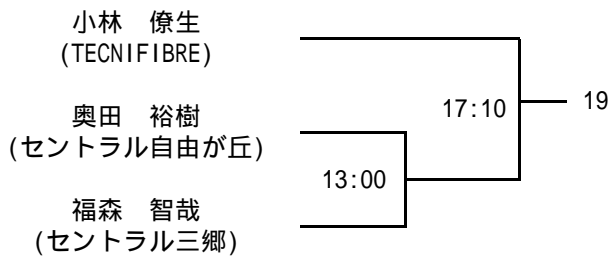 小林　僚生
(TECNIFIBRE)
17:10
19
奥田　裕樹
(セントラル自由が丘)
13:00
福森　智哉
(セントラル三郷)